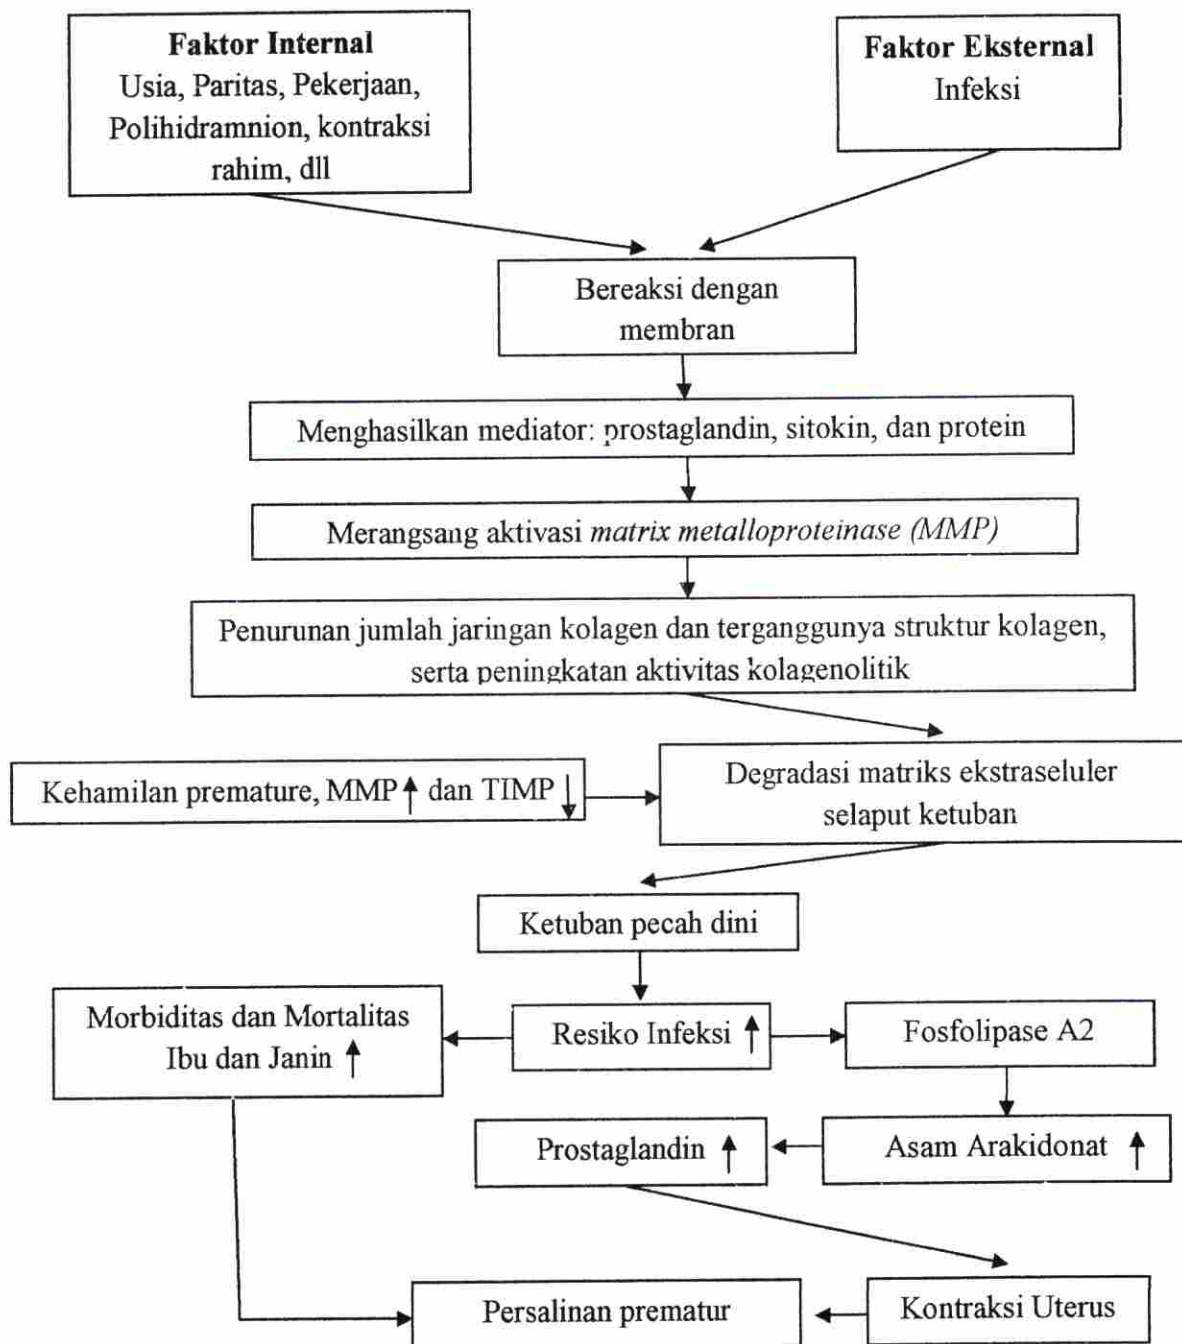 Faktor Internal
Usia, Paritas, Pekerjaan,
Polihidramnion, kontraksi
rahim, dll
Faktor Eksternal
Infeksi
Bereaksi dengan
membran
Menghasilkan mediator: prostaglandin, sitokin, dan protein
Merangsang aktivasi matrix metalloproteinase (MMP)
Penurunan jumlah jaringan kolagen dan terganggunya struktur kolagen,
serta peningkatan aktivitas kolagenolitik
Kehamilan premature, MMP↑ dan TIMP↓
Degradasi matriks ekstraseluler
selaput ketuban
Ketuban pecah dini
Morbiditas dan Mortalitas
Ibu dan Janin ↑
Resiko Infeksi ↑
Fosfolipase A2
Prostaglandin ↑
Asam Arakidonat ↑
Persalinan prematur
Kontraksi Uterus